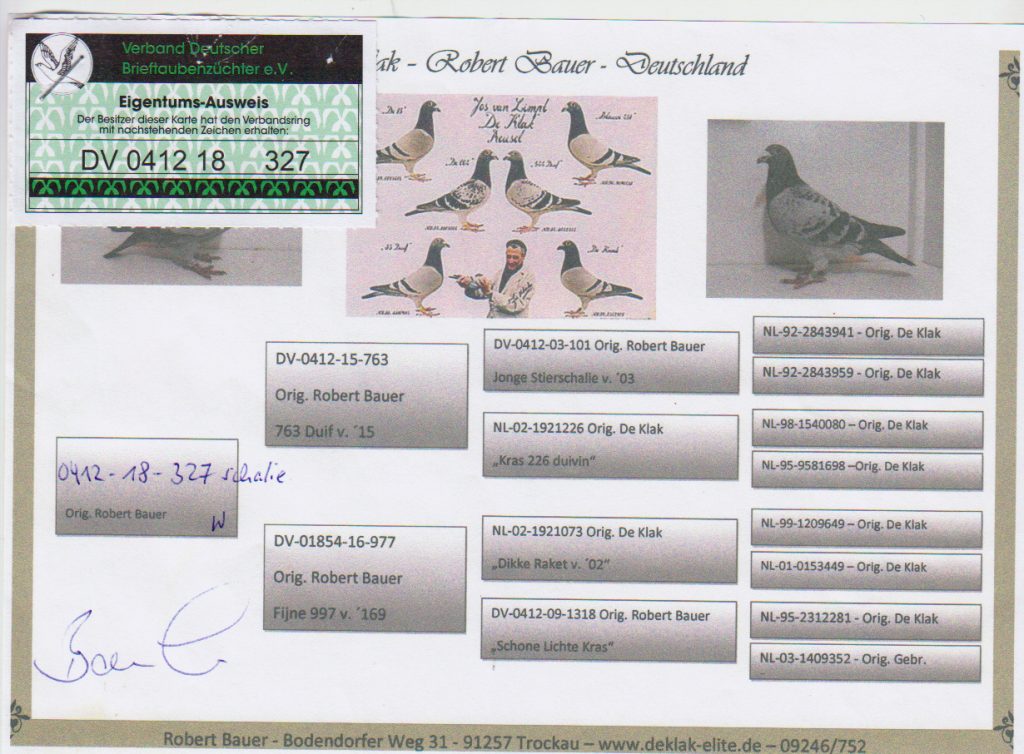 Verband Deutscher
Brieftaubenzüchter e.V.
Eigentums-Ausweis
Der Besitzer dieser Karte hat den Verbandsring
mit nachstehenden Zeichen erhalten:
DV 0412 18 327
lak – Robert Bauer - Deutschland
Jos van Limpt
De Klak
Reusel
DV-0412-15-763
Orig. Robert Bauer
763 Duif v. ´15
DV-01854-16-977
Orig. Robert Bauer
Fijne 997 v. ´169
DV-0412-03-101 Orig. Robert Bauer
Jonge Stierschalie v. ´03
NL-02-1921226 Orig. De Klak
„Kras 226 duivin“
NL-02-1921073 Orig. De Klak
„Dikke Raket v. ´02“
DV-0412-09-1318 Orig. Robert Bauer
„Schone Lichte Kras“
NL-92-2843941 - Orig. De Klak
NL-92-2843959 - Orig. De Klak
NL-98-1540080 – Orig. De Klak
NL-95-9581698 –Orig. De Klak
NL-99-1209649 – Orig. De Klak
NL-01-0153449 – Orig. De Klak
NL-95-2312281 - Orig. De Klak
NL-03-1409352 - Orig. Gebr.
0412-18-327 schalie
Orig. Robert Bauer
W
Robert Bauer - Bodendorfer Weg 31 - 91257 Trockau – www.deklak-elite.de – 09246/752